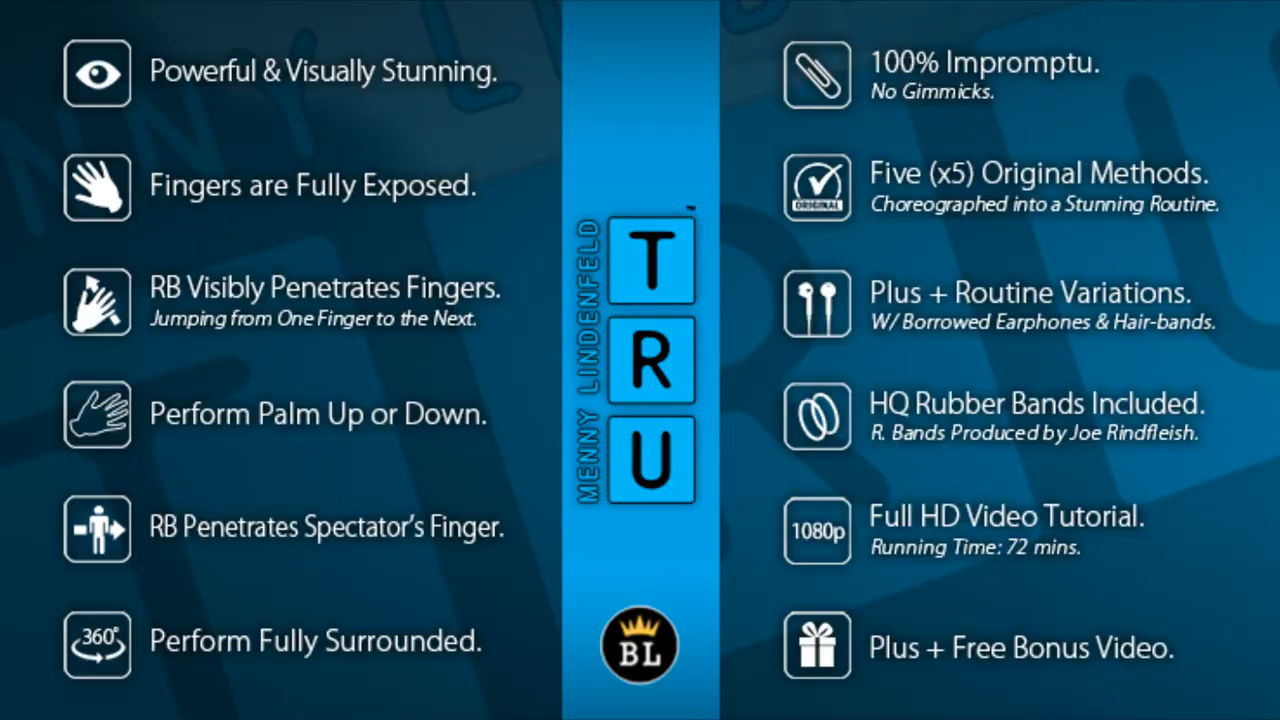 Powerful & Visually Stunning.
Fingers are Fully Exposed.
RB Visibly Penetrates Fingers.
Jumping from One Finger to the Next.
Perform Palm Up or Down.
RB Penetrates Spectator's Finger.
360°
Perform Fully Surrounded.
MENNY LINDENFELD
TRU™
BL
100% Impromptu.
No Gimmicks.
ORIGINAL
Five (x5) Original Methods.
Choreographed into a Stunning Routine.
Plus + Routine Variations.
W/ Borrowed Earphones & Hair-bands.
HQ Rubber Bands Included.
R. Bands Produced by Joe Rindfleish.
1080p
Full HD Video Tutorial.
Running Time: 72 mins.
Plus + Free Bonus Video.